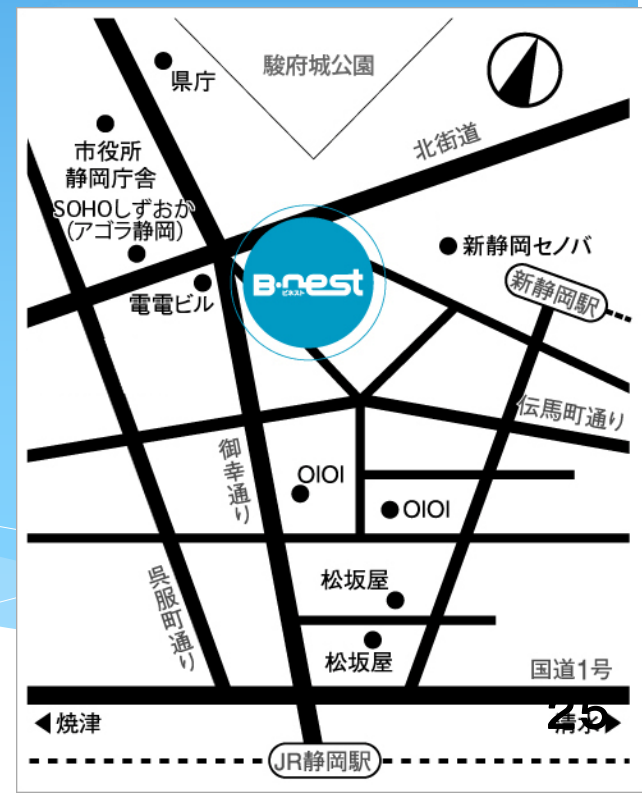 駿府城公園
県庁
北街道
市役所
静岡庁舎
SOHOしずおか
(アゴラ静岡)
新静岡セノバ
B・nest
ビネスト
新静岡駅
電電ビル
伝馬町通り
御幸通り
OIOI
OIOI
呉服町通り
松坂屋
松坂屋
国道1号
焼津
清水
25
JR静岡駅